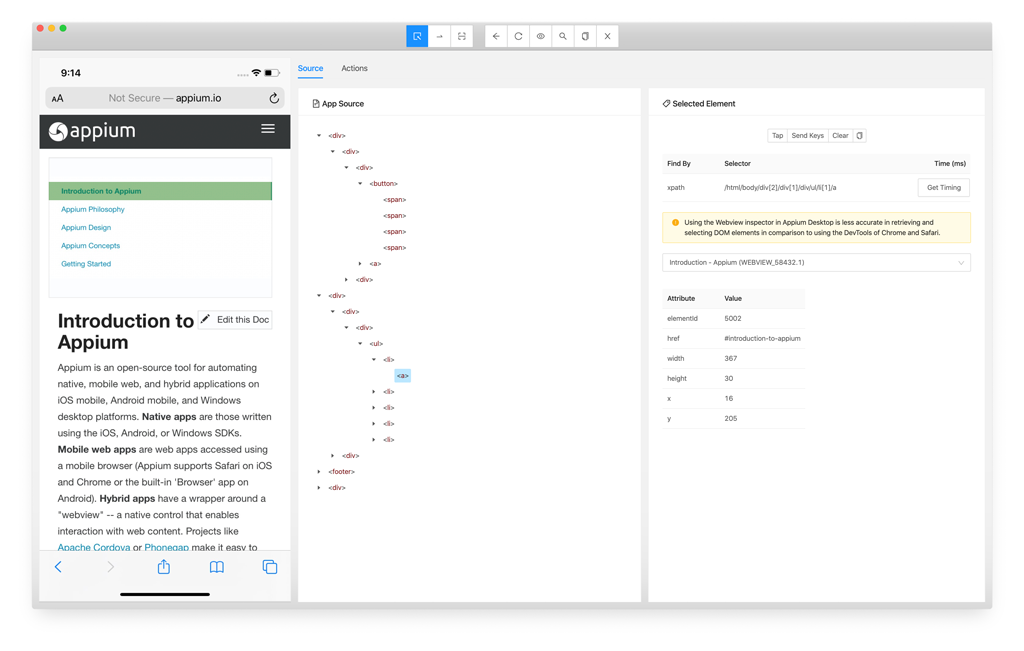 9:14
AA
Not Secure — appium.io
appium
Introduction to Appium
Appium Philosophy
Appium Design
Appium Concepts
Getting Started
Introduction to
Appium
Edit this Doc
Appium is an open-source tool for automating
native, mobile web, and hybrid applications on
iOS mobile, Android mobile, and Windows
desktop platforms. Native apps are those written
using the iOS, Android, or Windows SDKs.
Mobile web apps are web apps accessed using
a mobile browser (Appium supports Safari on iOS
and Chrome or the built-in 'Browser' app on
Android). Hybrid apps have a wrapper around a
"webview" -- a native control that enables
interaction with web content. Projects like
Apache Cordova or Phonegap make it easy to
Source
Actions
App Source
<div>
<div>
<div>
<button>
<span>
<span>
<span>
<span>
<a>
<div>
<div>
<div>
<div>
<ul>
<li>
<a>
<li>
<li>
<li>
<li>
<div>
<footer>
<div>
Selected Element
Tap
Send Keys
Clear
Find By
Selector
Time (ms)
xpath
/html/body/div[2]/div[1]/div/ul/li[1]/a
Get Timing
Using the Webview inspector in Appium Desktop is less accurate in retrieving and
selecting DOM elements in comparison to using the DevTools of Chrome and Safari.
Introduction - Appium (WEBVIEW_58432.1)
Attribute
Value
elementId
5002
href
#introduction-to-appium
width
367
height
30
x
16
y
205